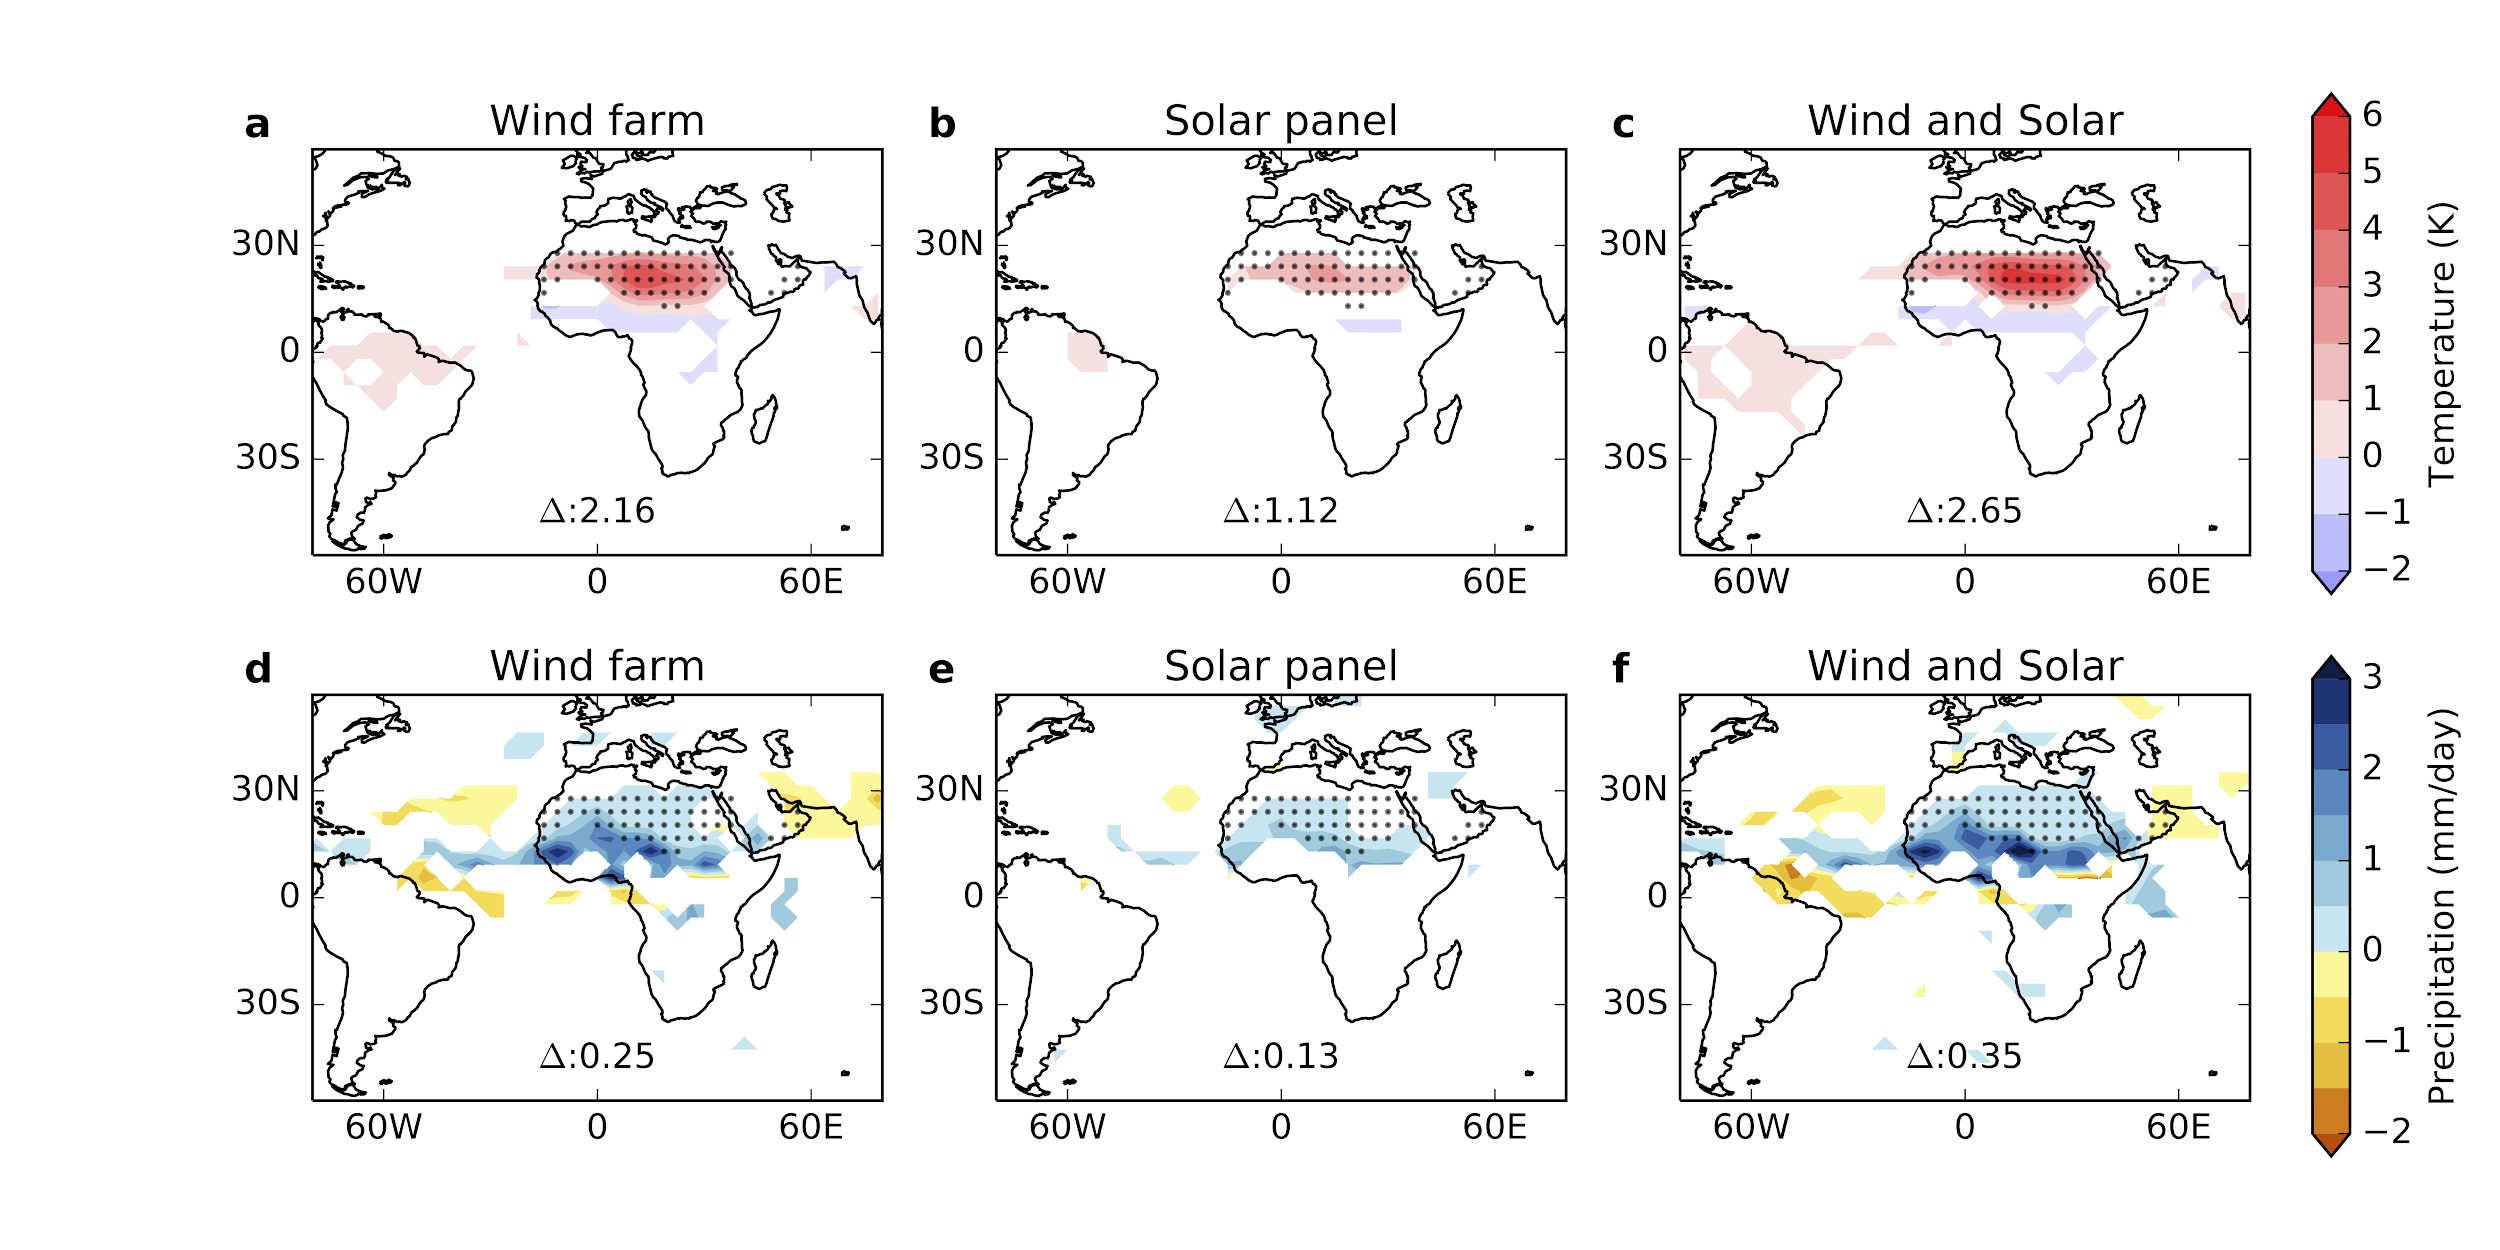 a Wind farm
b Solar panel
c Wind and Solar
30N
0
30S
60W 0 60E
Δ:2.16
30N
0
30S
60W 0 60E
Δ:1.12
30N
0
30S
60W 0 60E
Δ:2.65
6
5
4
3
2
1
0
−1
−2
Temperature (K)
d Wind farm
e Solar panel
f Wind and Solar
30N
0
30S
60W 0 60E
Δ:0.25
30N
0
30S
60W 0 60E
Δ:0.13
30N
0
30S
60W 0 60E
Δ:0.35
3
2
1
0
−1
−2
Precipitation (mm/day)